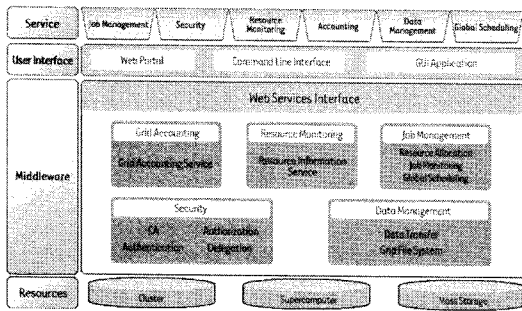 Service
Job Management
Security
Resource
Monitoring
Accounting
Data
Management
Global Scheduling
User Interface
Web Portal
Command Line Interface
GUI Application
Middleware
Web Services Interface
Grid Accounting
Grid Accounting Service
Resource Monitoring
Resource Information
Service
Job Management
Resource Allocation
Job Monitoring
Global Scheduling
Security
CA
Authorization
Authentication
Delegation
Data Management
Data Transfer
Grid File System
Resources
Cluster
Supercomputer
Mass Storage